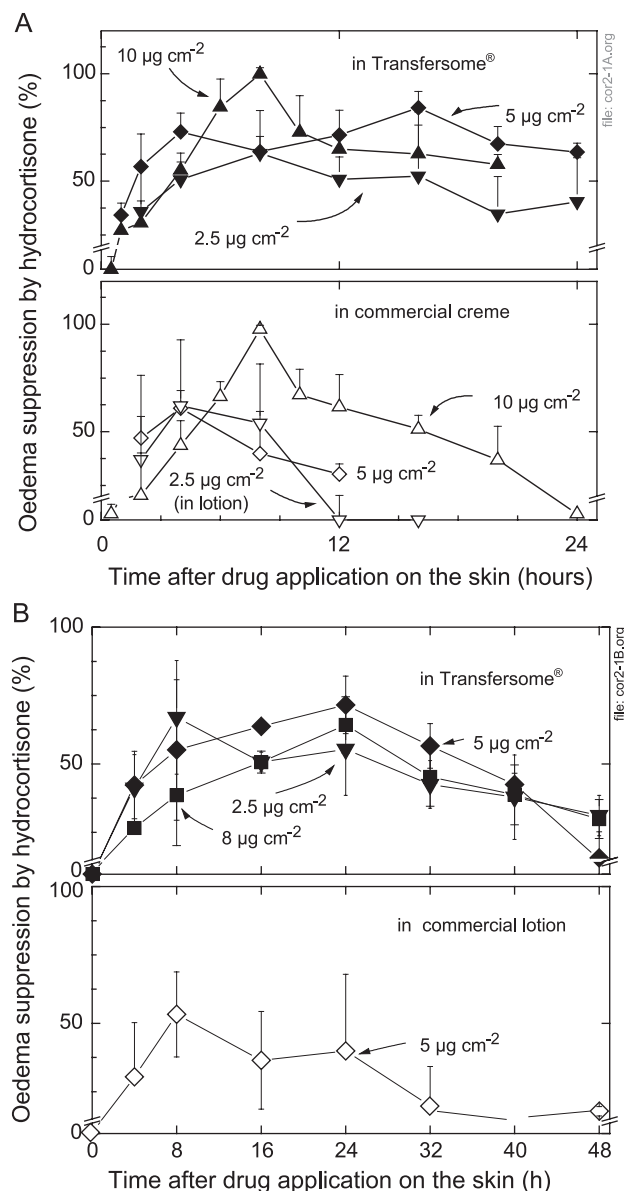 A
Oedema suppression by hydrocortisone (%)
100
50
0
10 µg cm-2
in Transfersome®
5 µg cm-2
2.5 µg cm-2
file: cor2-1A.org
100
50
0
in commercial creme
10 µg cm-2
5 µg cm-2
2.5 µg cm-2
(in lotion)
0 12 24
Time after drug application on the skin (hours)
B
Oedema suppression by hydrocortisone (%)
100
50
0
in Transfersome®
5 µg cm-2
2.5 µg cm-2
8 µg cm-2
file: cor2-1B.org
100
50
0
in commercial lotion
5 µg cm-2
0 8 16 24 32 40 48
Time after drug application on the skin (h)